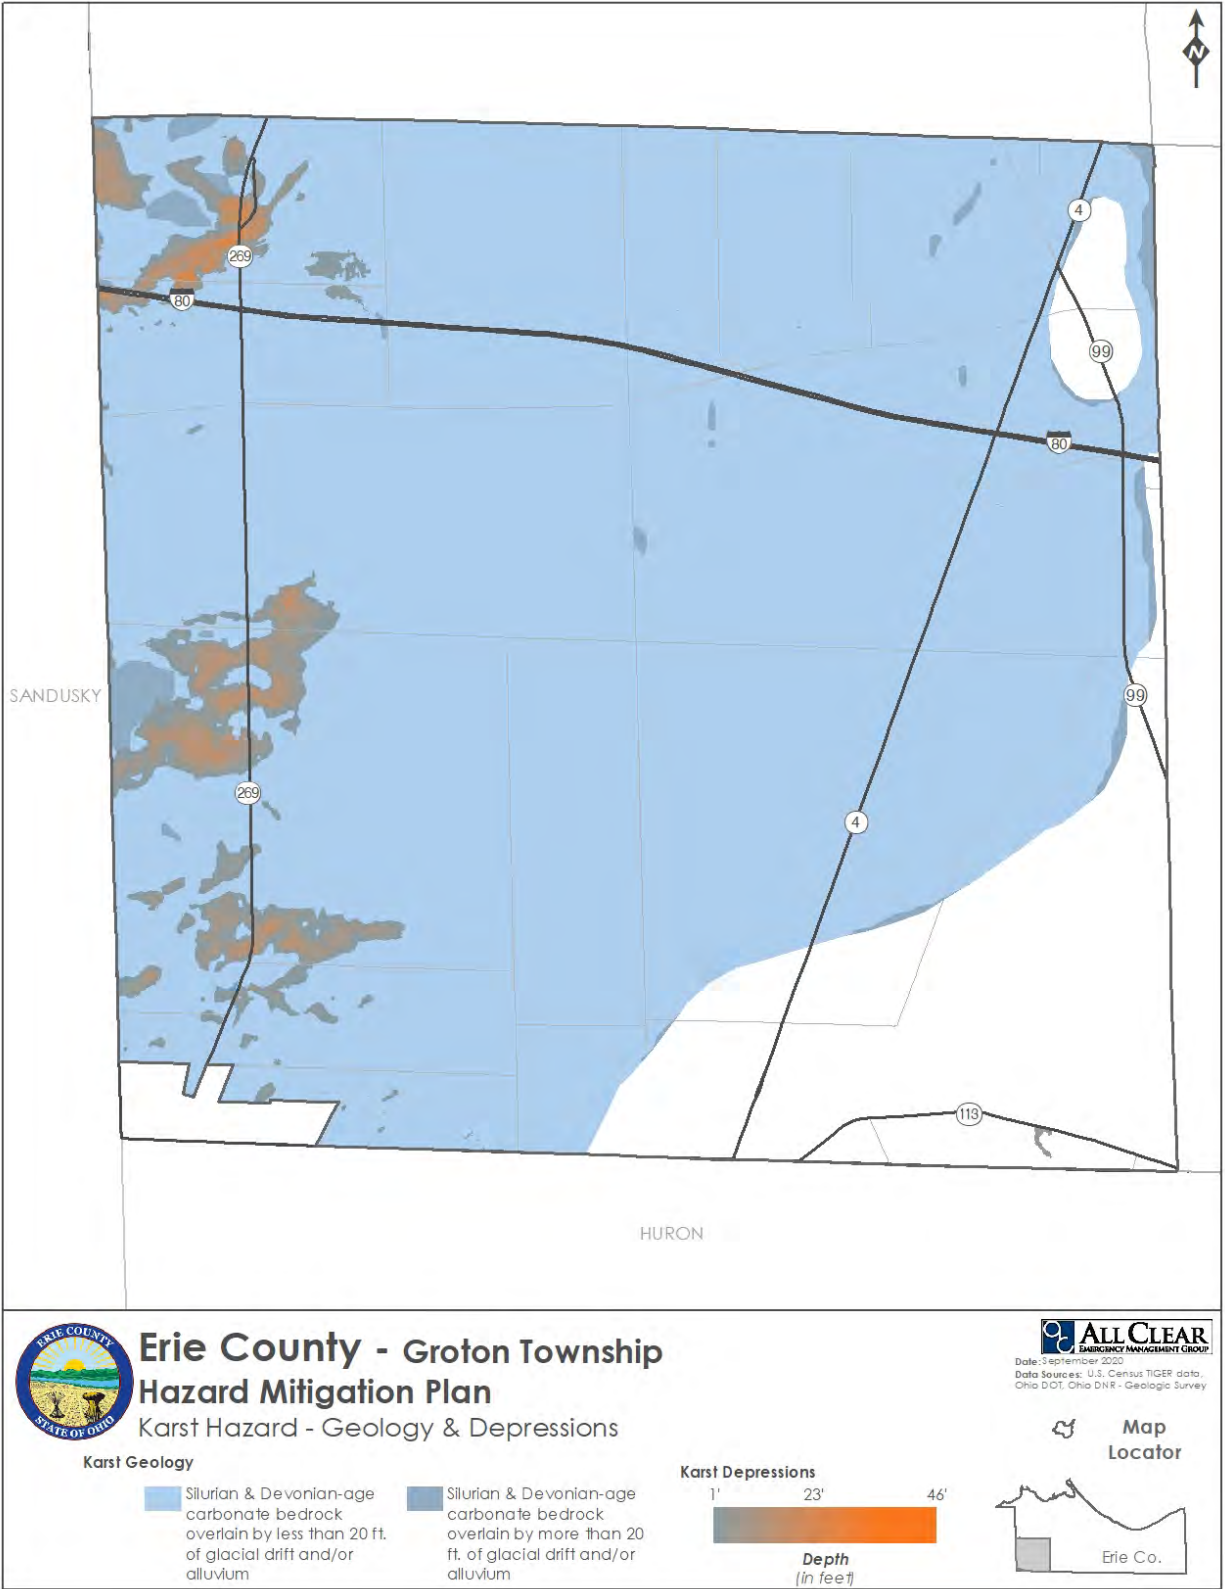 N
4
269
80
99
80
SANDUSKY
99
269
4
113
HURON
ERIE COUNTY
STATE OF OHIO
Erie County - Groton Township
Hazard Mitigation Plan
Karst Hazard - Geology & Depressions
ALL CLEAR
EMERGENCY MANAGEMENT GROUP
Date: September 2020
Data Sources: U.S. Census TIGER data,
Ohio DOT, Ohio DNR - Geologic Survey
Map
Locator
Erie Co.
Karst Geology
Silurian & Devonian-age
carbonate bedrock
overlain by less than 20 ft.
of glacial drift and/or
alluvium
Silurian & Devonian-age
carbonate bedrock
overlain by more than 20
ft. of glacial drift and/or
alluvium
Karst Depressions
1' 23' 46'
Depth
(in feet)